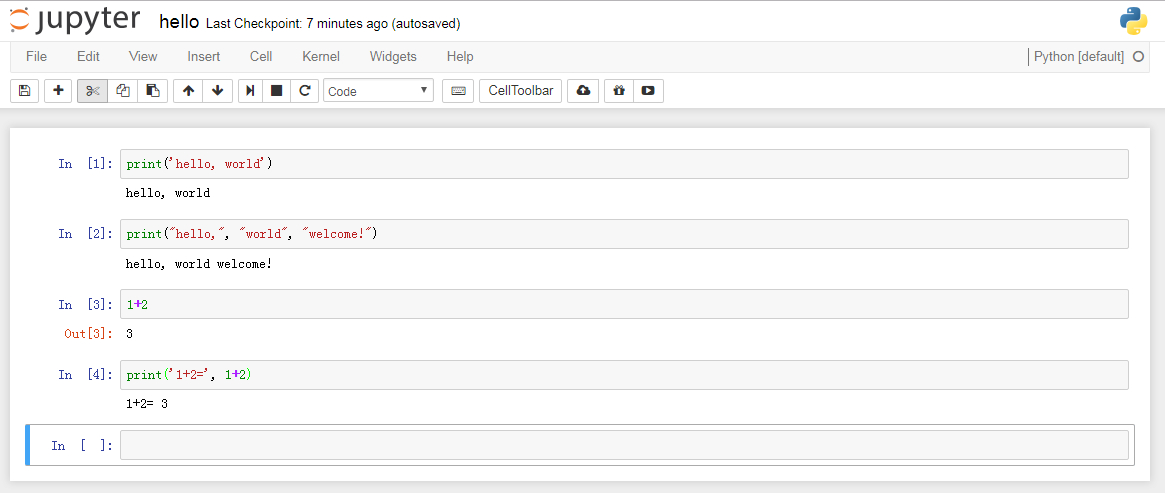 jupyter hello Last Checkpoint: 7 minutes ago (autosaved)
File Edit View Insert Cell Kernel Widgets Help Python [default]
Code CellToolbar
In [1]: print('hello, world')
hello, world
In [2]: print("hello,", "world", "welcome!")
hello, world welcome!
In [3]: 1+2
Out[3]: 3
In [4]: print('1+2=', 1+2)
1+2= 3
In [ ]: